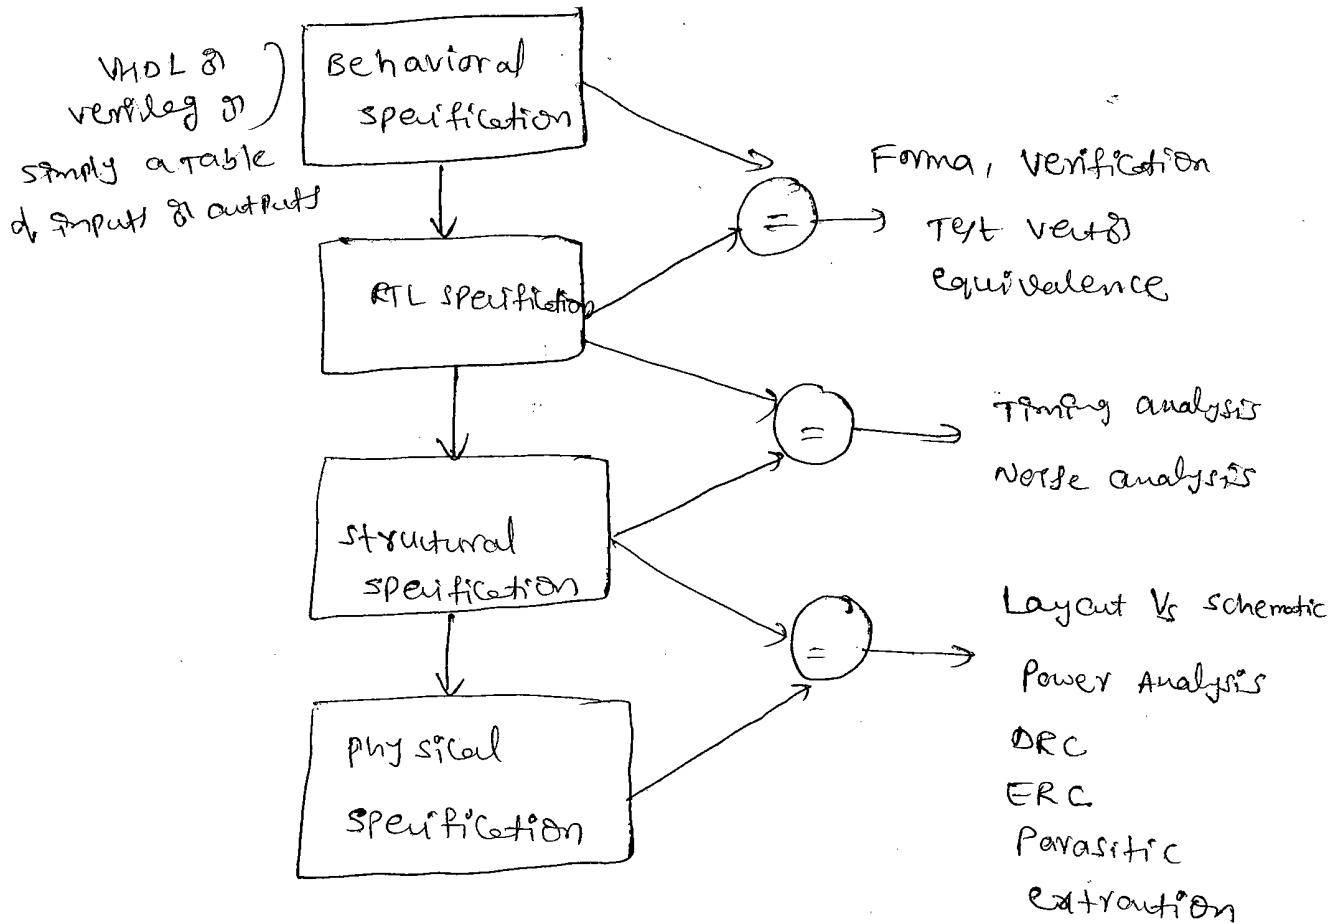 VHDL or
verilog or
simply a Table
of inputs or outputs
Behavioral
specification
RTL specification
structural
specification
physical
specification
=
=
=
Formal verification
Test vector
equivalence
Timing analysis
Noise analysis
Layout Vs schematic
Power Analysis
DRC
ERC
Parasitic
extraction